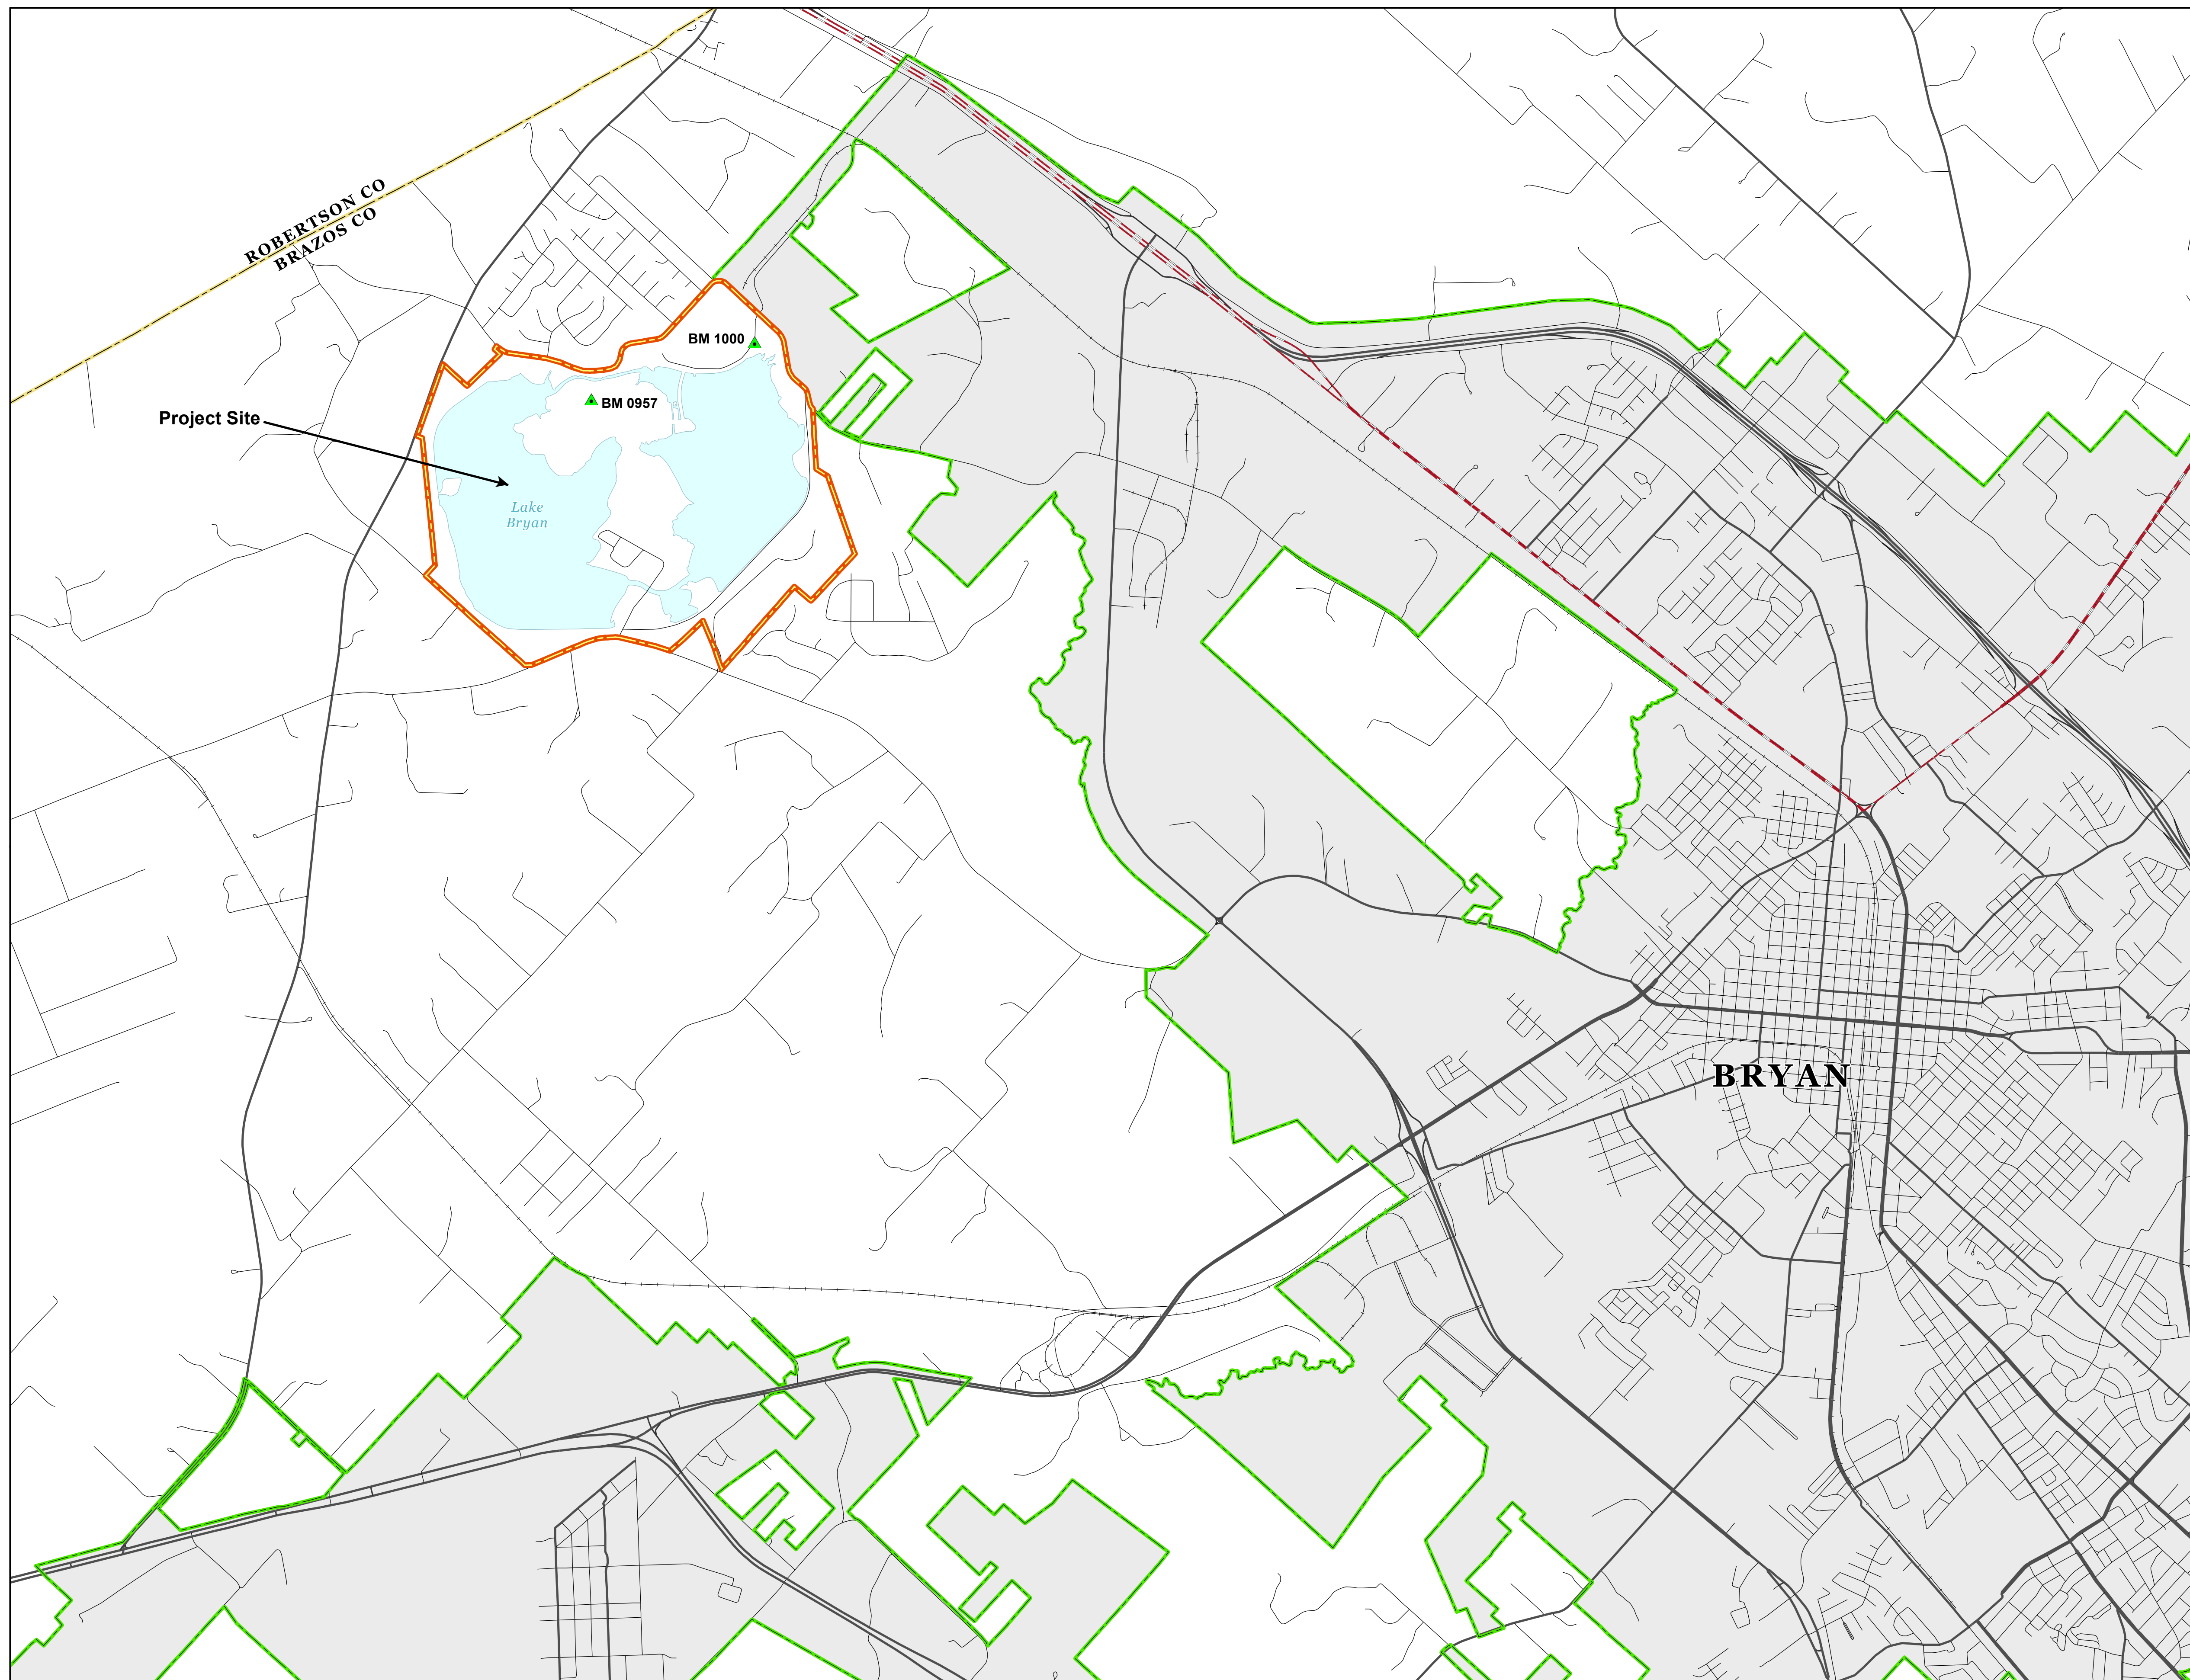 ROBERTSON CO
BRAZOS CO
BM 1000
BM 0957
Project Site
Lake
Bryan
BRYAN